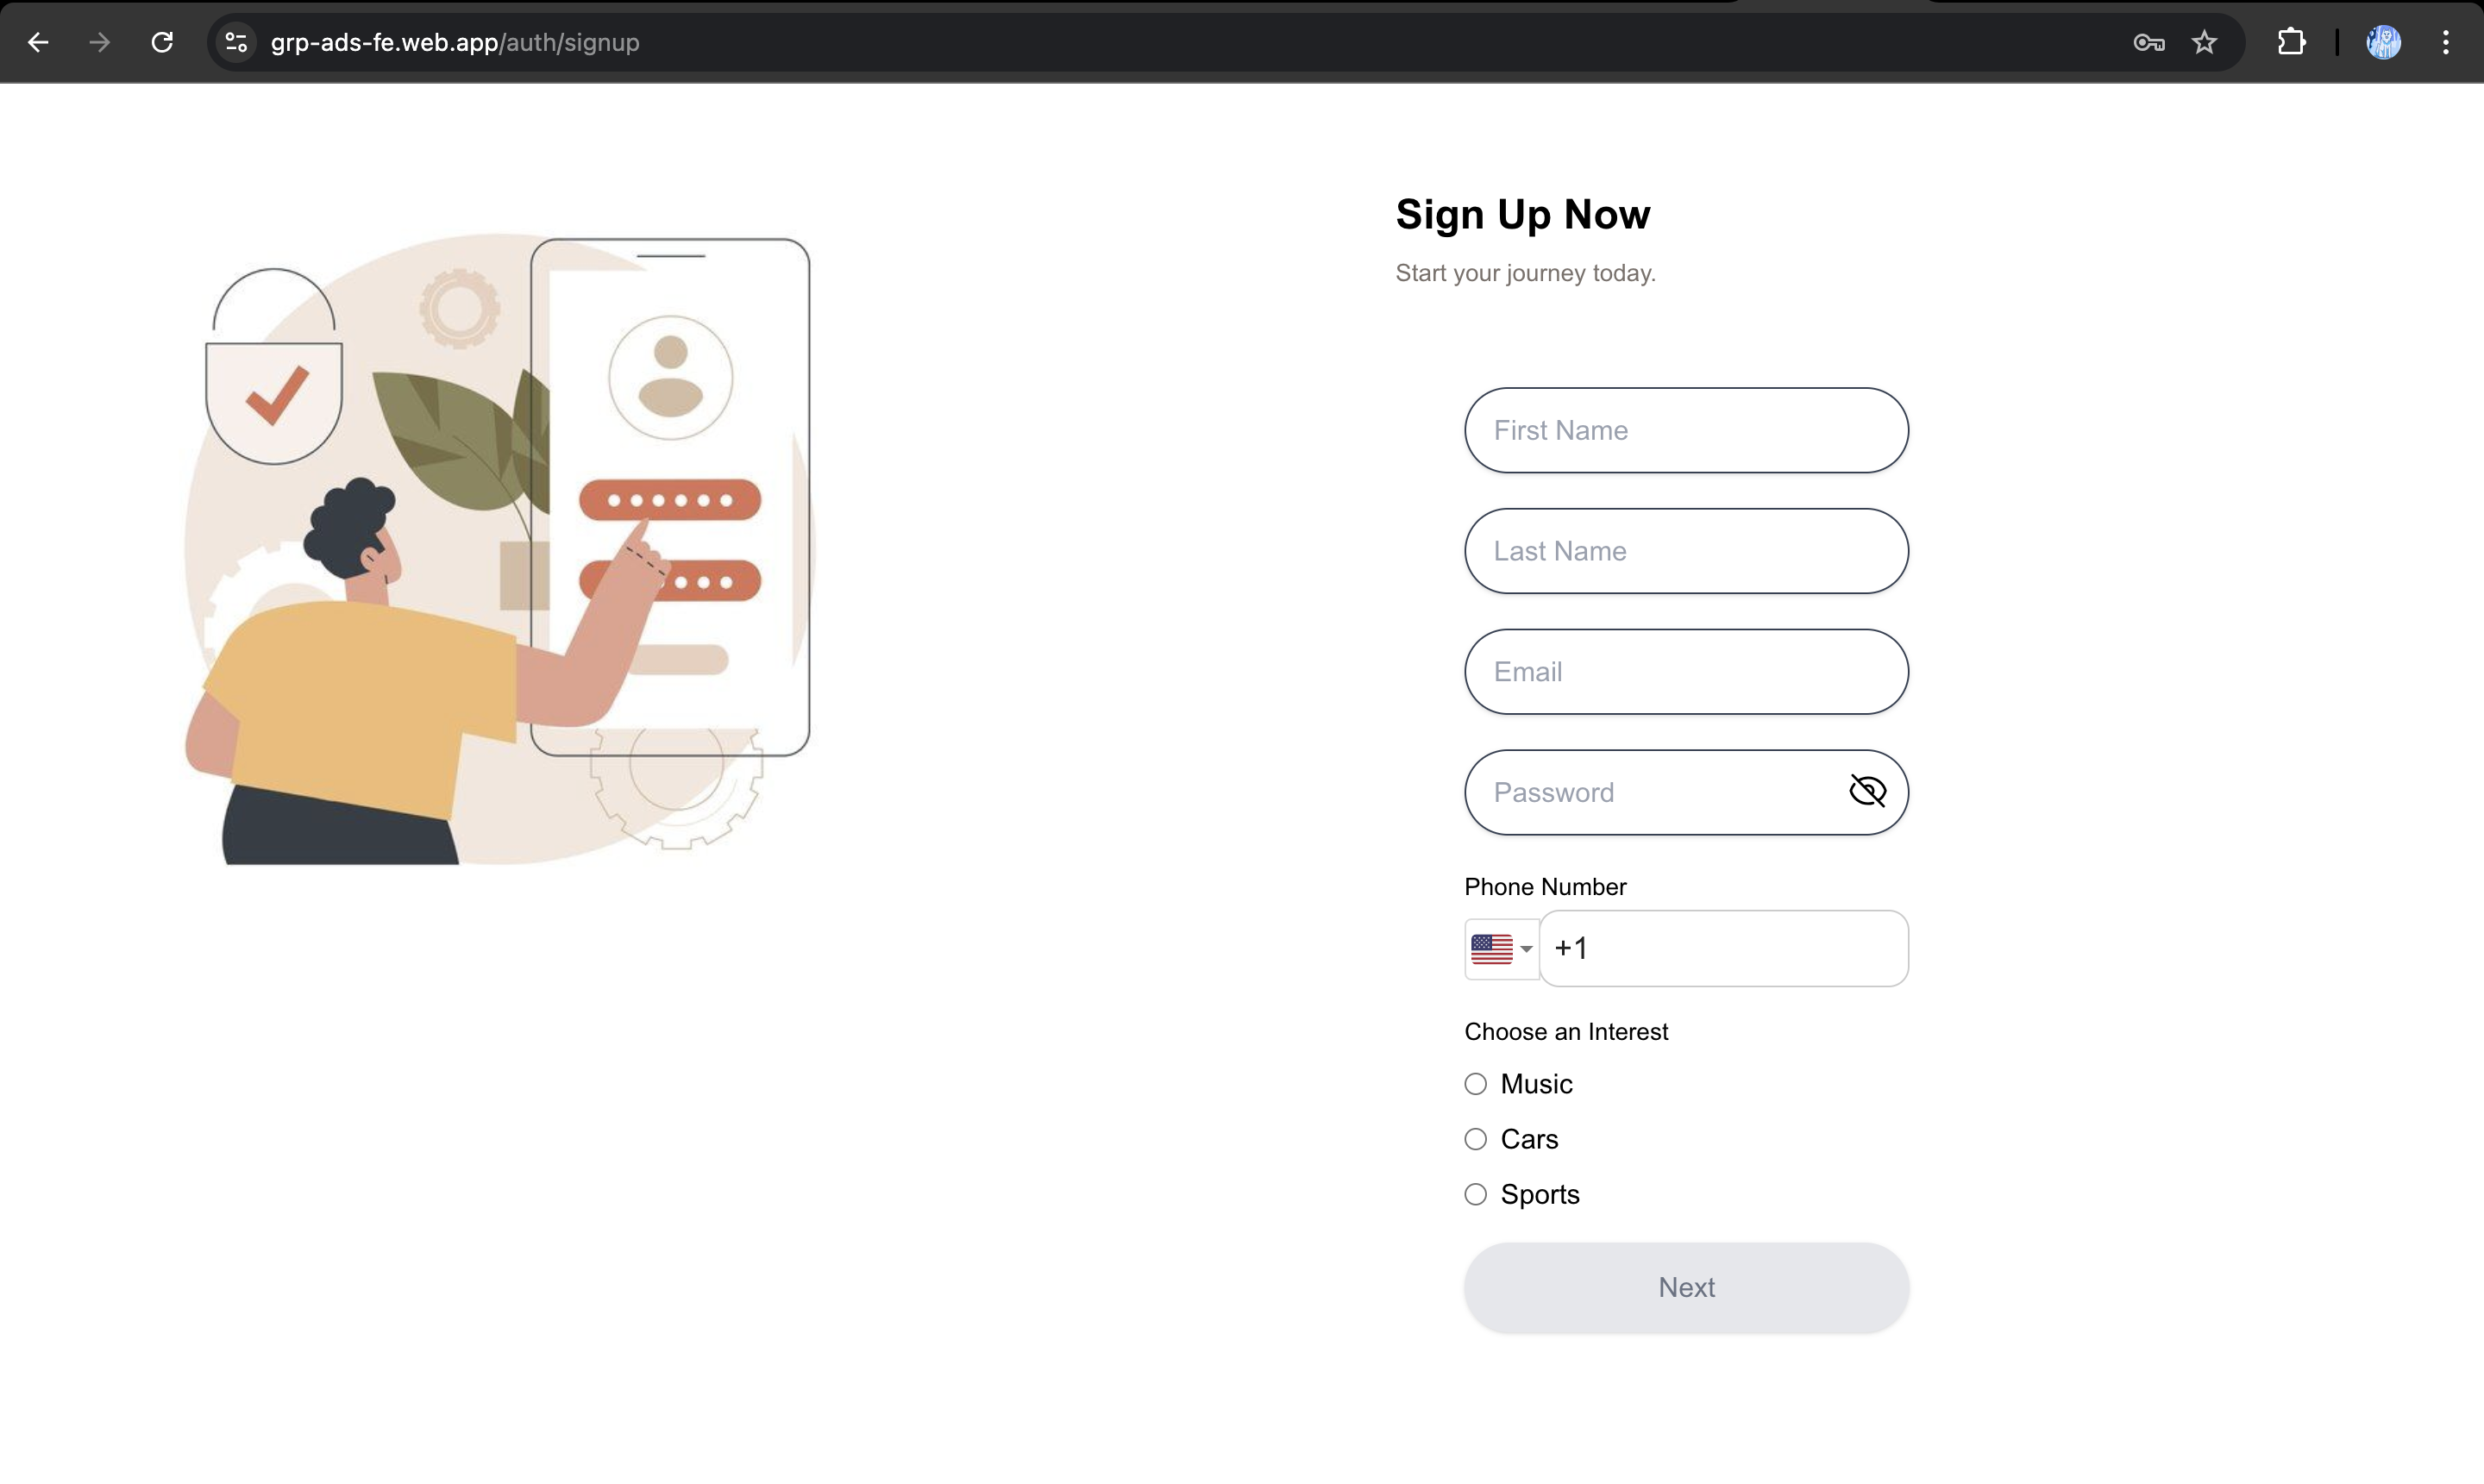 grp-ads-fe.web.app/auth/signup
Sign Up Now
Start your journey today.
First Name
Last Name
Email
Password
Phone Number
+1
Choose an Interest
Music
Cars
Sports
Next